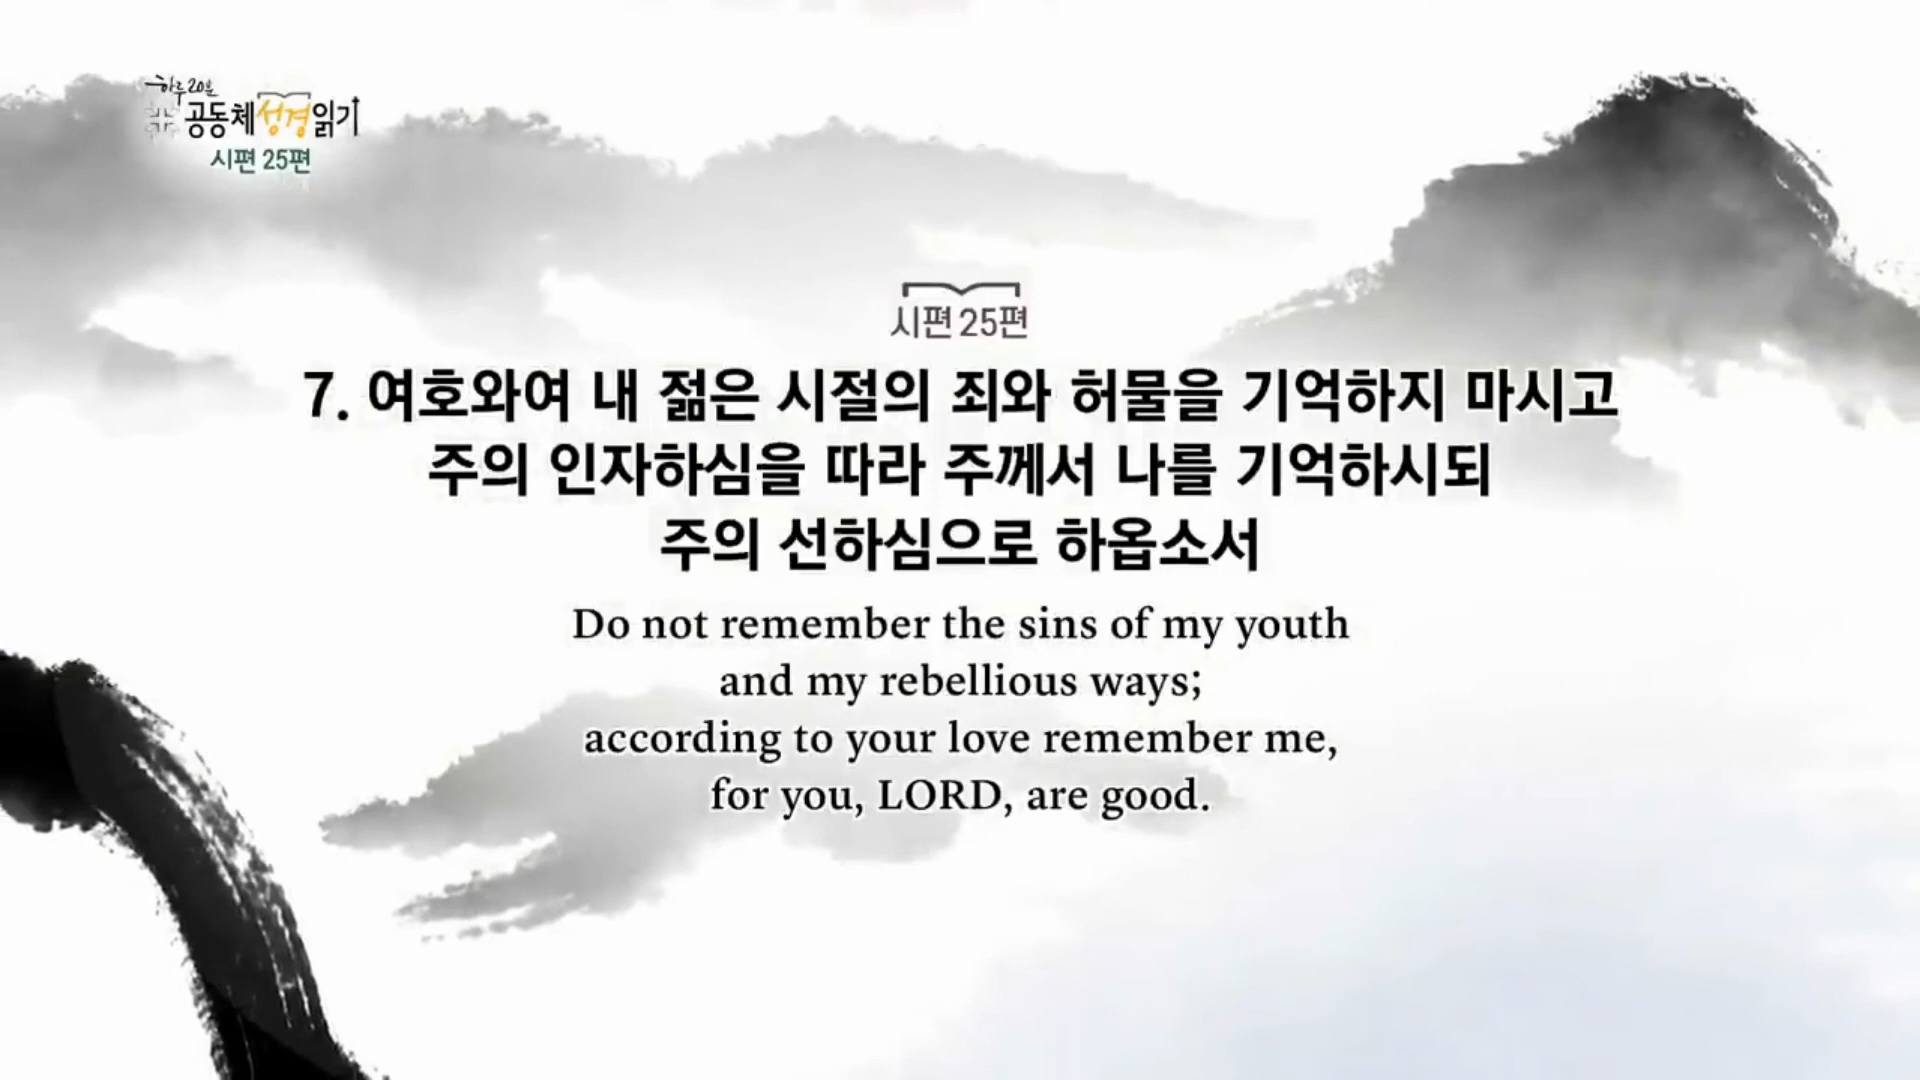 하루 20분
공동체성경읽기
시편 25편
시편 25편
7. 여호와여 내 젊은 시절의 죄와 허물을 기억하지 마시고
주의 인자하심을 따라 주께서 나를 기억하시되
주의 선하심으로 하옵소서
Do not remember the sins of my youth
and my rebellious ways;
according to your love remember me,
for you, LORD, are good.